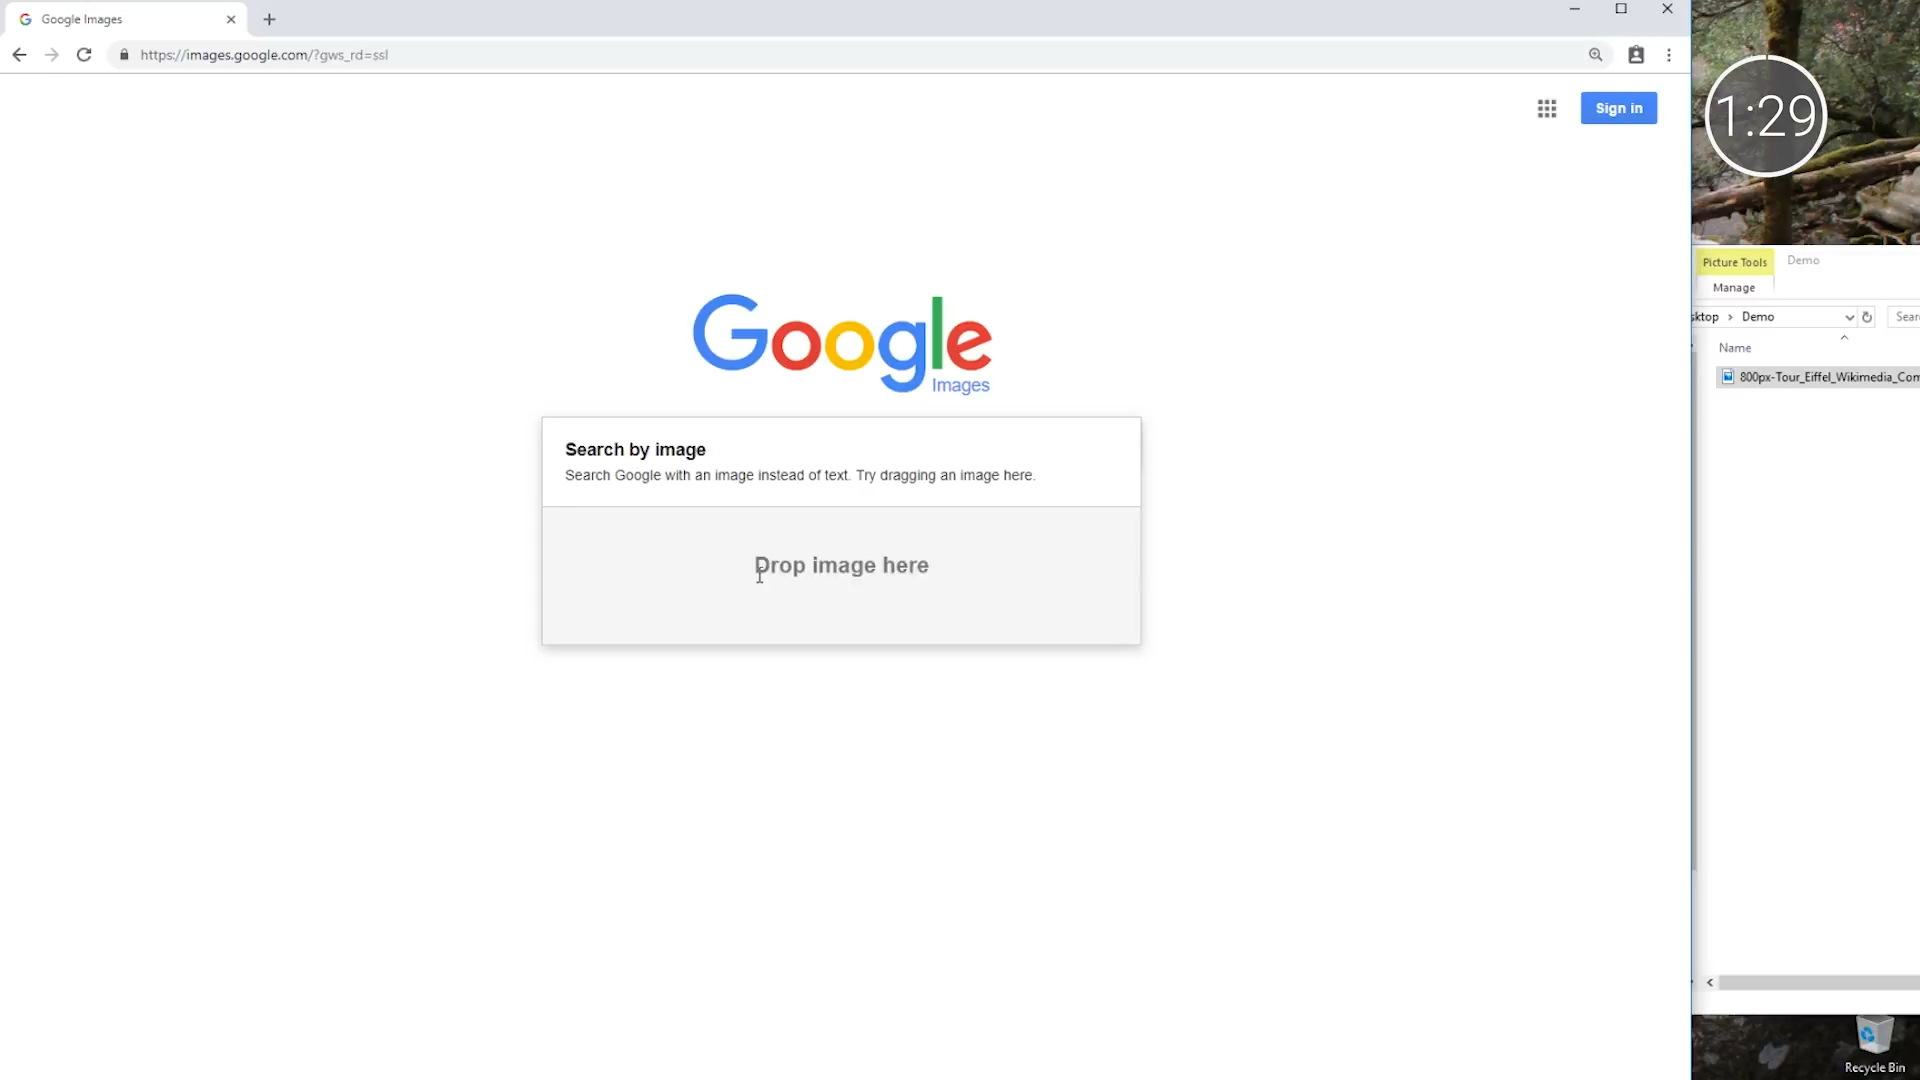 Google Images
https://images.google.com/?gws_rd=ssl
Sign in
1:29
Google
Images
Search by image
Search Google with an image instead of text. Try dragging an image here.
Drop image here
Picture Tools
Demo
Manage
ktop > Demo
Sear
Name
800px-Tour_Eiffel_Wikimedia_Com
Recycle Bin